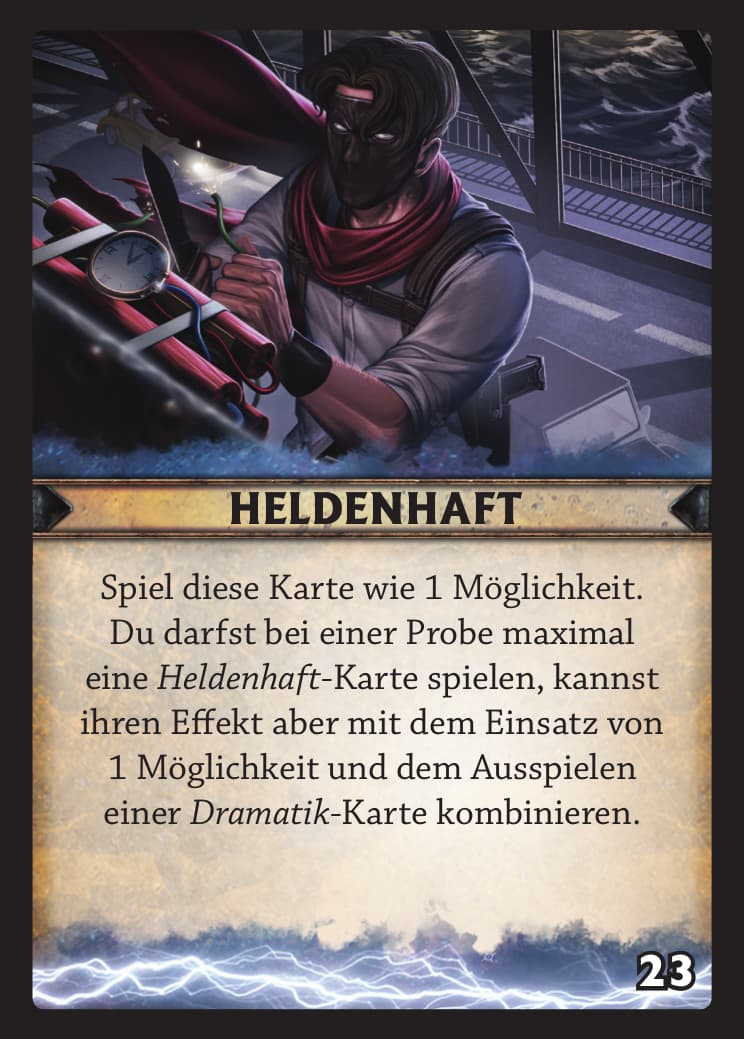 HELDENHAFT
Spiel diese Karte wie 1 Möglichkeit.
Du darfst bei einer Probe maximal
eine Heldenhaft-Karte spielen, kannst
ihren Effekt aber mit dem Einsatz von
1 Möglichkeit und dem Ausspielen
einer Dramatik-Karte kombinieren.
23